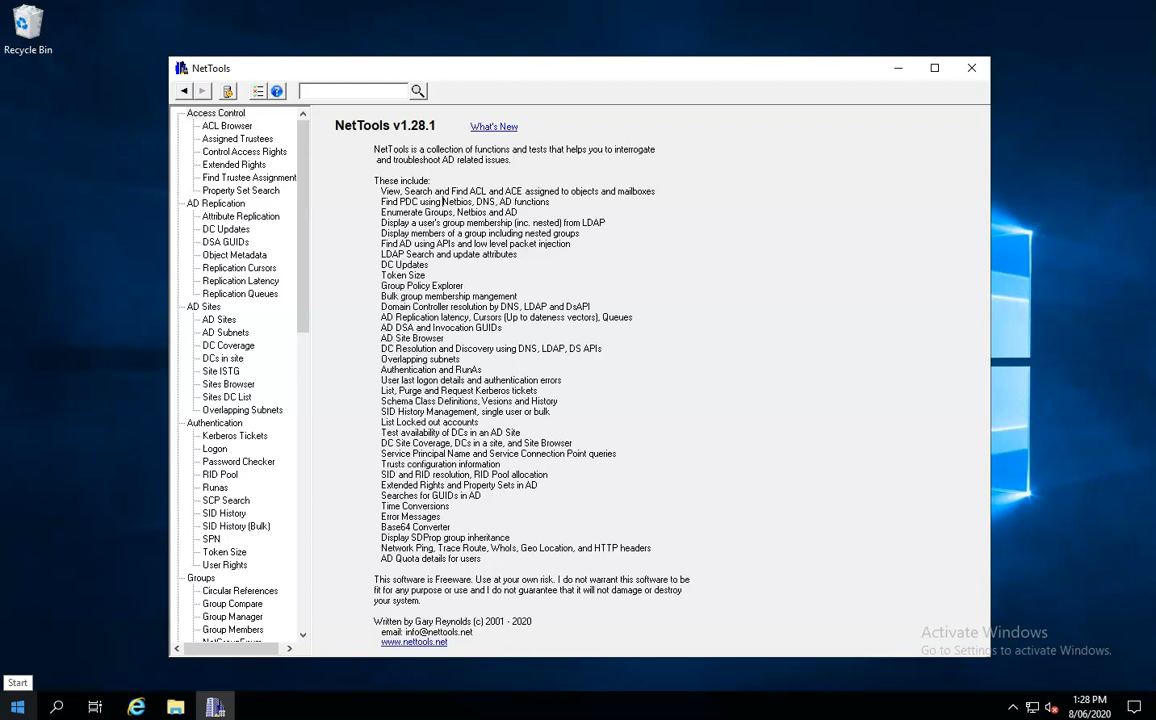 Recycle Bin
NetTools
Access Control
ACL Browser
Assigned Trustees
Control Access Rights
Extended Rights
Find Trustee Assignment
Property Set Search
AD Replication
Attribute Replication
DC Updates
DSA GUIDs
Object Metadata
Replication Cursors
Replication Latency
Replication Queues
AD Sites
AD Sites
AD Subnets
DC Coverage
DCs in site
Site ISTG
Sites Browser
Sites DC List
Overlapping Subnets
Authentication
Kerberos Tickets
Logon
Password Checker
RID Pool
Runas
SCP Search
SID History
SID History (Bulk)
SPN
Token Size
User Rights
Groups
Circular References
Group Compare
Group Manager
Group Members
NetTools v1.28.1 What's New
NetTools is a collection of functions and tests that helps you to interrogate
and troubleshoot AD related issues.
These include:
View, Search and Find ACL and ACE assigned to objects and mailboxes
Find PDC using Netbios, DNS, AD functions
Enumerate Groups, Netbios and AD
Display a user's group membership (inc. nested) from LDAP
Display members of a group including nested groups
Find AD using APIs and low level packet injection
LDAP Search and update attributes
DC Updates
Token Size
Group Policy Explorer
Bulk group membership mangement
Domain Controller resolution by DNS, LDAP and DsAPI
AD Replication latency, Cursors (Up to dateness vectors), Queues
AD DSA and Invocation GUIDs
AD Site Browser
DC Resolution and Discovery using DNS, LDAP, DS APIs
Overlapping subnets
Authentication and RunAs
User last logon details and authentication errors
List, Purge and Request Kerberos tickets
Schema Class Definitions, Vesions and History
SID History Management, single user or bulk
List Locked out accounts
Test availability of DCs in an AD Site
DC Site Coverage, DCs in a site, and Site Browser
Service Principal Name and Service Connection Point queries
Trusts configuration information
SID and RID resolution, RID Pool allocation
Extended Rights and Property Sets in AD
Searches for GUIDs in AD
Time Conversions
Error Messages
Base64 Converter
Display SDProp group inheritance
Network Ping, Trace Route, WhoIs, Geo Location, and HTTP headers
AD Quota details for users
This software is Freeware. Use at your own risk. I do not warrant this software to be
fit for any purpose or use and I do not guarantee that it will not damage or destroy
your system.
Written by Gary Reynolds (c) 2001 - 2020
email: info@nettools.net
www.nettools.net
Activate Windows
Go to Settings to activate Windows.
Start
1:28 PM
8/06/2020